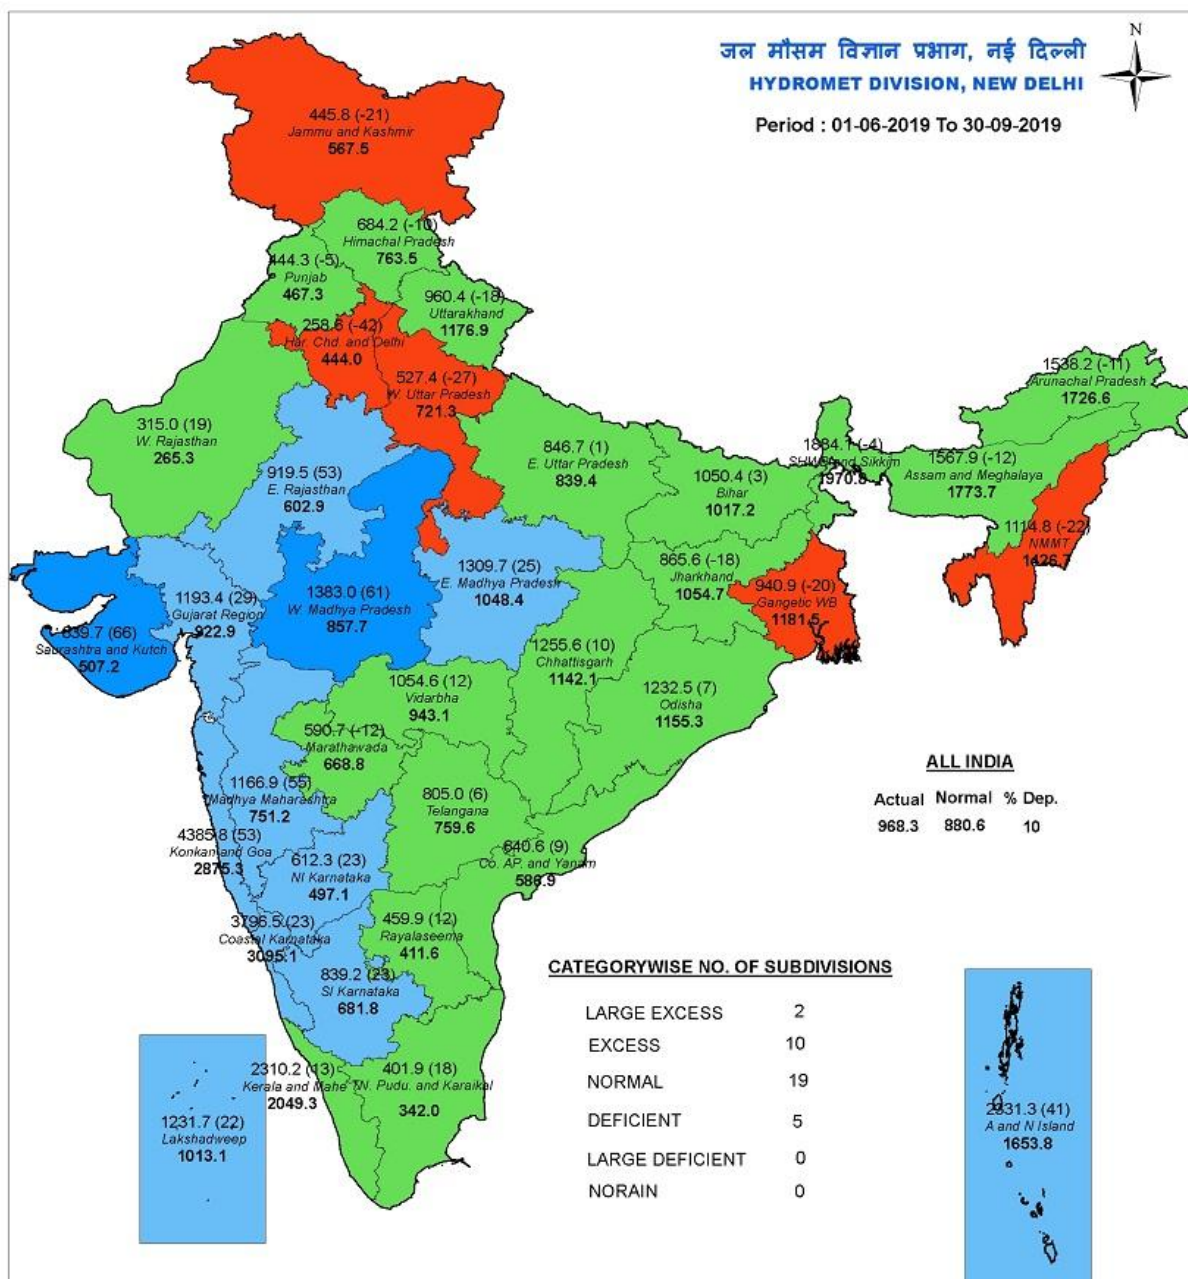 N
जल मौसम विज्ञान प्रभाग, नई दिल्ली
HYDROMET DIVISION, NEW DELHI
Period : 01-06-2019 To 30-09-2019
445.8 (-21)
Jammu and Kashmir
567.5
684.2 (-10)
Himachal Pradesh
763.5
444.3 (-5)
Punjab
467.3
960.4 (-18)
Uttarakhand
1176.9
258.6 (-42)
Har. Chd. and Delhi
444.0
527.4 (-27)
W. Uttar Pradesh
721.3
315.0 (19)
W. Rajasthan
265.3
919.5 (53)
E. Rajasthan
602.9
846.7 (1)
E. Uttar Pradesh
839.4
1050.4 (3)
Bihar
1017.2
1884.1 (-4)
and Sikkim
1970.8
1538.2 (-11)
Arunachal Pradesh
1726.6
1567.9 (-12)
Assam and Meghalaya
1773.7
1114.8 (-22)
NMMT
1426.7
865.6 (-18)
Jharkhand
1054.7
940.9 (-20)
Gangetic WB
1181.5
1309.7 (25)
E. Madhya Pradesh
1048.4
1383.0 (61)
W. Madhya Pradesh
857.7
1193.4 (29)
Gujarat Region
922.9
839.7 (66)
Saurashtra and Kutch
507.2
1255.6 (10)
Chhattisgarh
1142.1
1232.5 (7)
Odisha
1155.3
1054.6 (12)
Vidarbha
943.1
590.7 (-12)
Marathawada
668.8
1166.9 (55)
Madhya Maharashtra
751.2
805.0 (6)
Telangana
759.6
4385.8 (53)
Konkan and Goa
2875.3
612.3 (23)
NI Karnataka
497.1
640.6 (9)
Co. AP. and Yanam
586.9
3796.5 (23)
Coastal Karnataka
3095.1
459.9 (12)
Rayalaseema
411.6
839.2 (23)
SI Karnataka
681.8
2310.2 (13)
Kerala and Mahe
2049.3
401.9 (18)
TN. Pudu. and Karaikal
342.0
1231.7 (22)
Lakshadweep
1013.1
2331.3 (41)
A and N Island
1653.8
ALL INDIA
Actual Normal % Dep.
968.3 880.6 10
CATEGORYWISE NO. OF SUBDIVISIONS
LARGE EXCESS 2
EXCESS 10
NORMAL 19
DEFICIENT 5
LARGE DEFICIENT 0
NORAIN 0